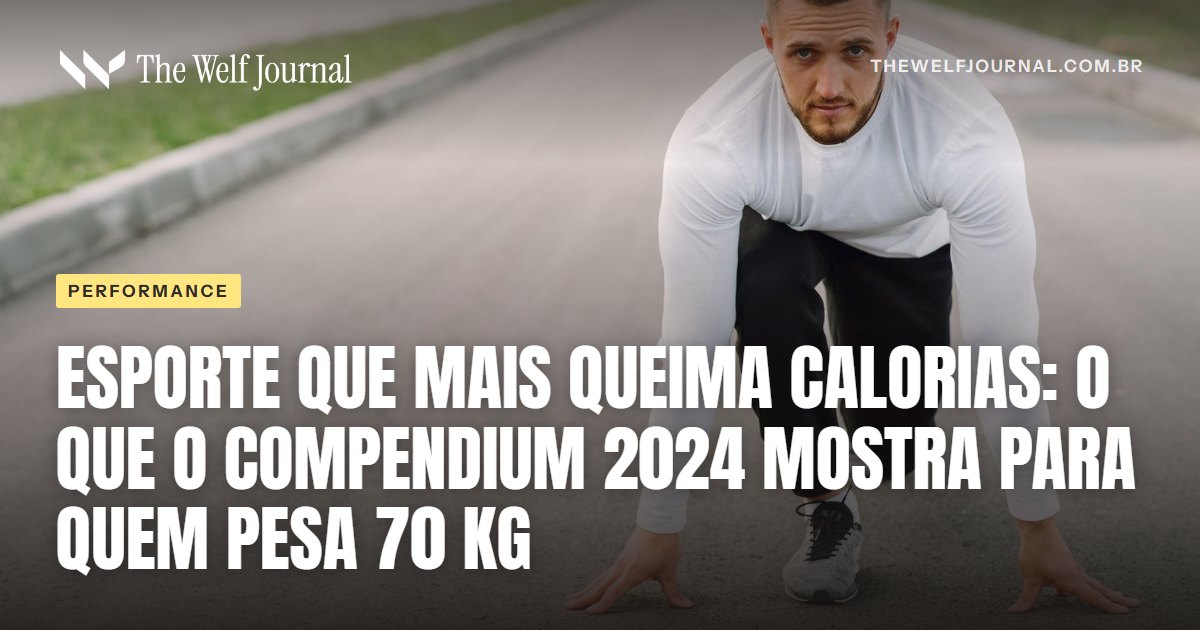 The Welf Journal
THEWELFJOURNAL.COM.BR
PERFORMANCE
ESPORTE QUE MAIS QUEIMA CALORIAS: O
QUE O COMPENDIUM 2024 MOSTRA PARA
QUEM PESA 70 KG